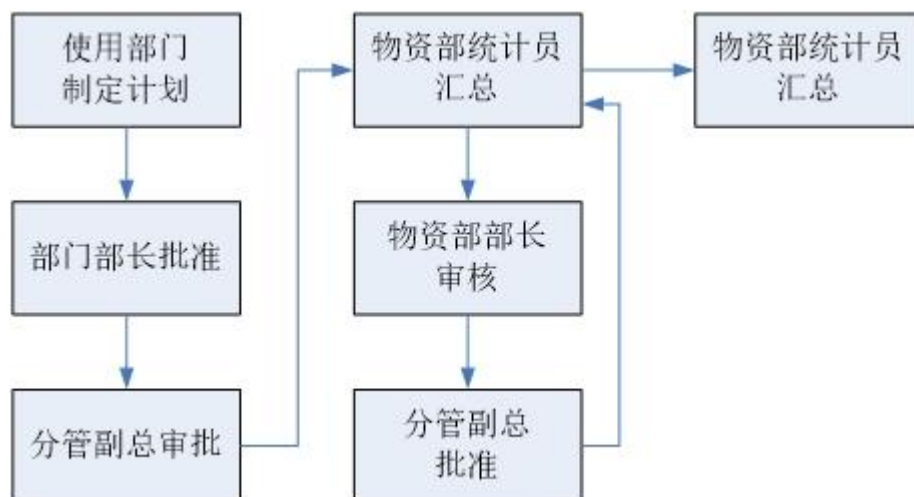 使用部门
制定计划
部门部长批准
分管副总审批
物资部统计员
汇总
物资部部长
审核
分管副总
批准
物资部统计员
汇总